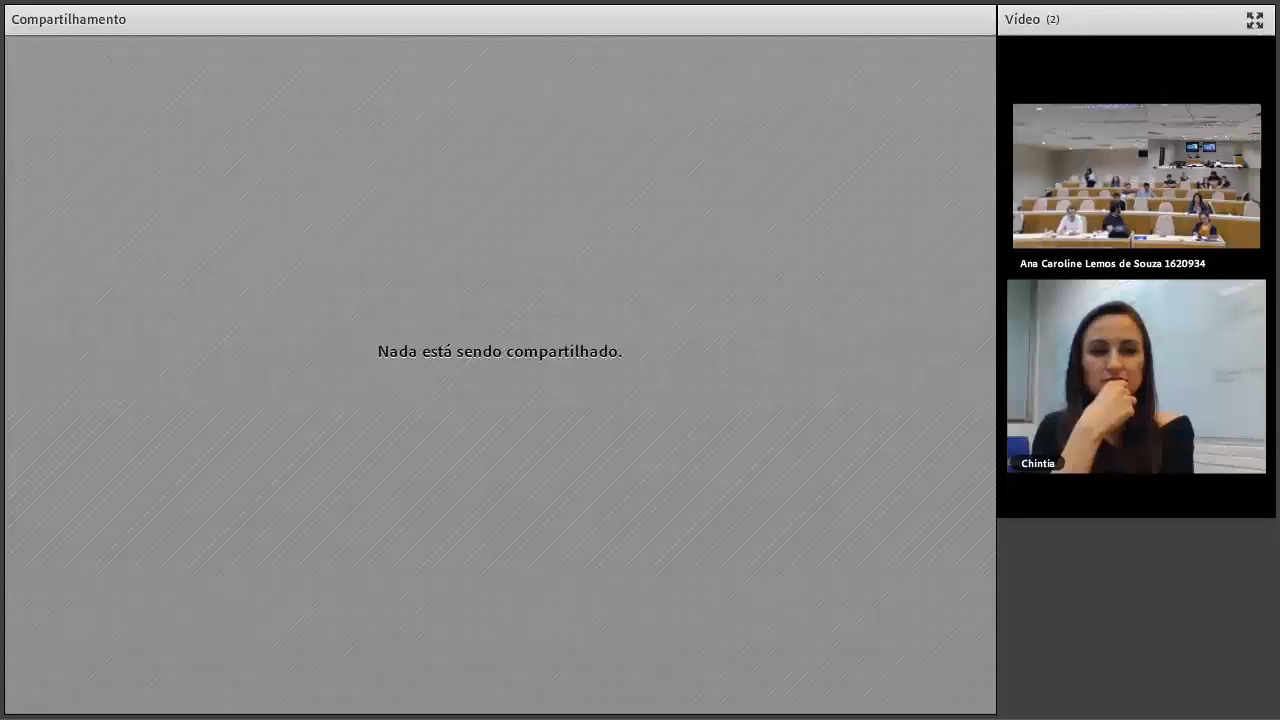 Compartilhamento
Vídeo (2)
Nada está sendo compartilhado.
Ana Caroline Lemos de Souza 1620934
Chintia